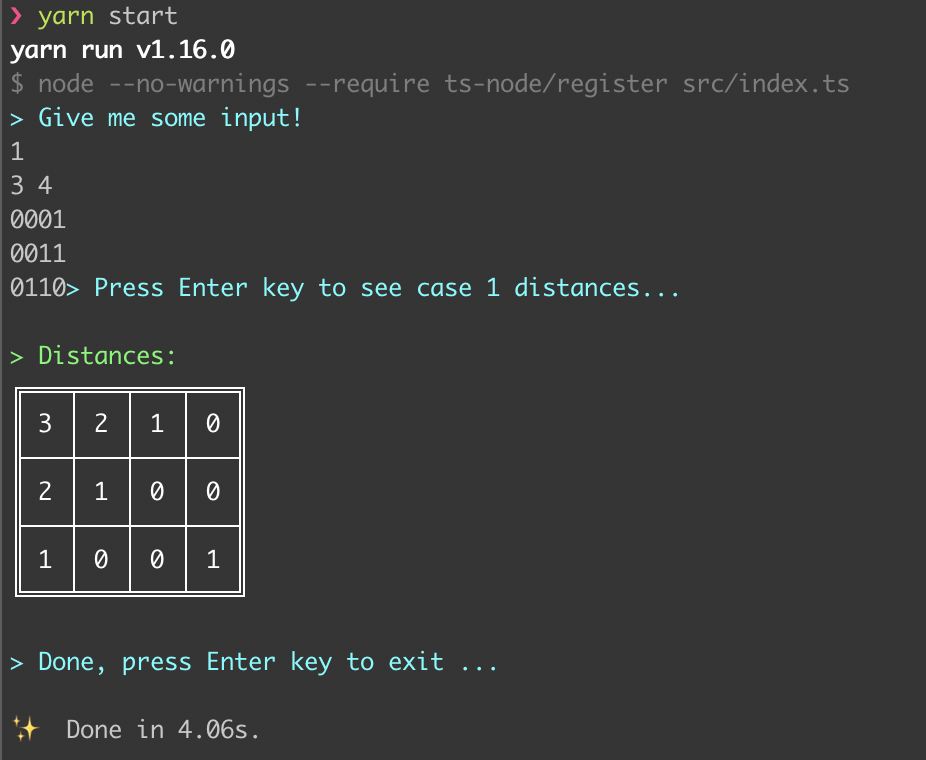 ❯ yarn start
yarn run v1.16.0
$ node --no-warnings --require ts-node/register src/index.ts
> Give me some input!
1
3 4
0001
0011
0110> Press Enter key to see case 1 distances...
> Distances:
3 2 1 0
2 1 0 0
1 0 0 1
> Done, press Enter key to exit ...
✨ Done in 4.06s.